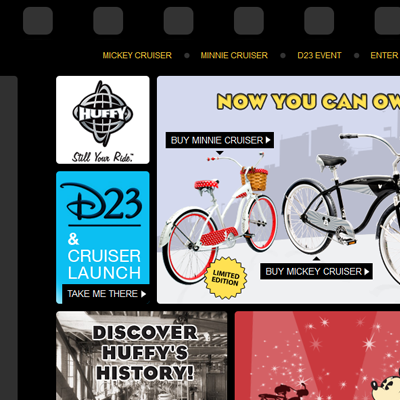 MICKEY CRUISER
MINNIE CRUISER
D23 EVENT
ENTER
HUFFY
Still Your Ride.™
NOW YOU CAN OW
BUY MINNIE CRUISER
D23
&
CRUISER
LAUNCH
TAKE ME THERE
LIMITED
EDITION
BUY MICKEY CRUISER
DISCOVER
HUFFY'S
HISTORY!